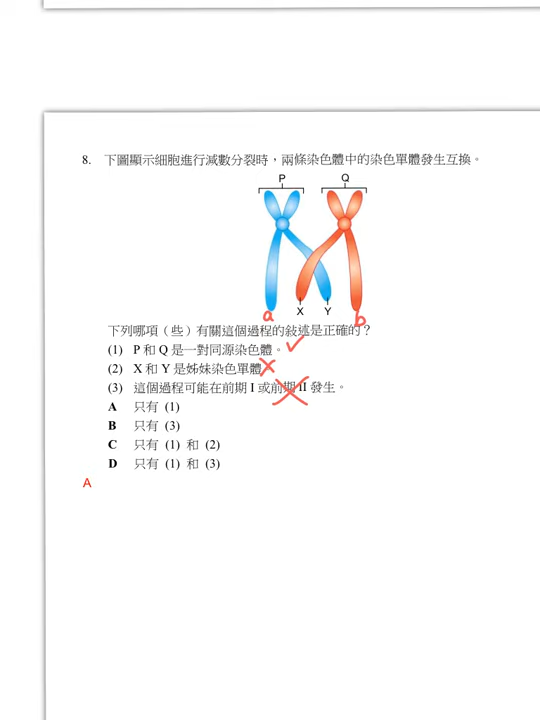 8. 下圖顯示細胞進行減數分裂時，兩條染色體中的染色單體發生互換。
P Q
a X Y b
下列哪項（些）有關這個過程的敘述是正確的？
(1) P 和 Q 是一對同源染色體。
(2) X 和 Y 是姊妹染色單體
(3) 這個過程可能在前期 I 或前期 II 發生。
A 只有 (1)
B 只有 (3)
C 只有 (1) 和 (2)
D 只有 (1) 和 (3)
A